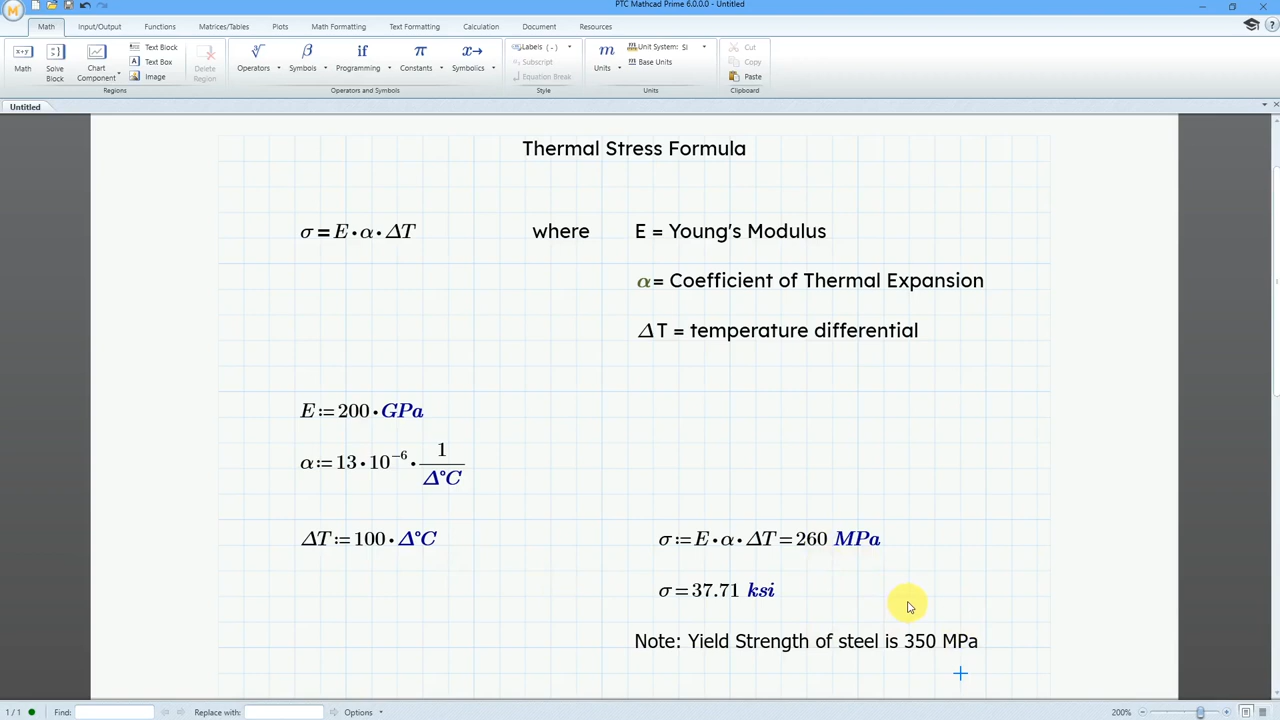 PTC Mathcad Prime 6.0.0.0 - Untitled
Math Input/Output Functions Matrices/Tables Plots Math Formatting Text Formatting Calculation Document Resources
Math
Solve Block
Chart Component
Text Block
Text Box
Image
Delete Region
Regions
Operators
Symbols
Programming
Constants
Symbolics
Operators and Symbols
Labels (-)
Subscript
Equation Break
Style
Units
Unit System: SI
Base Units
Units
Cut
Copy
Paste
Clipboard
Untitled
Thermal Stress Formula
σ=E·α·ΔT where E = Young's Modulus
α= Coefficient of Thermal Expansion
ΔT = temperature differential
E:=200·GPa
α:=13·10⁻⁶·1/Δ°C
ΔT:=100·Δ°C σ:=E·α·ΔT=260 MPa
σ=37.71 ksi
Note: Yield Strength of steel is 350 MPa
1/1 Find: Replace with: Options 200%